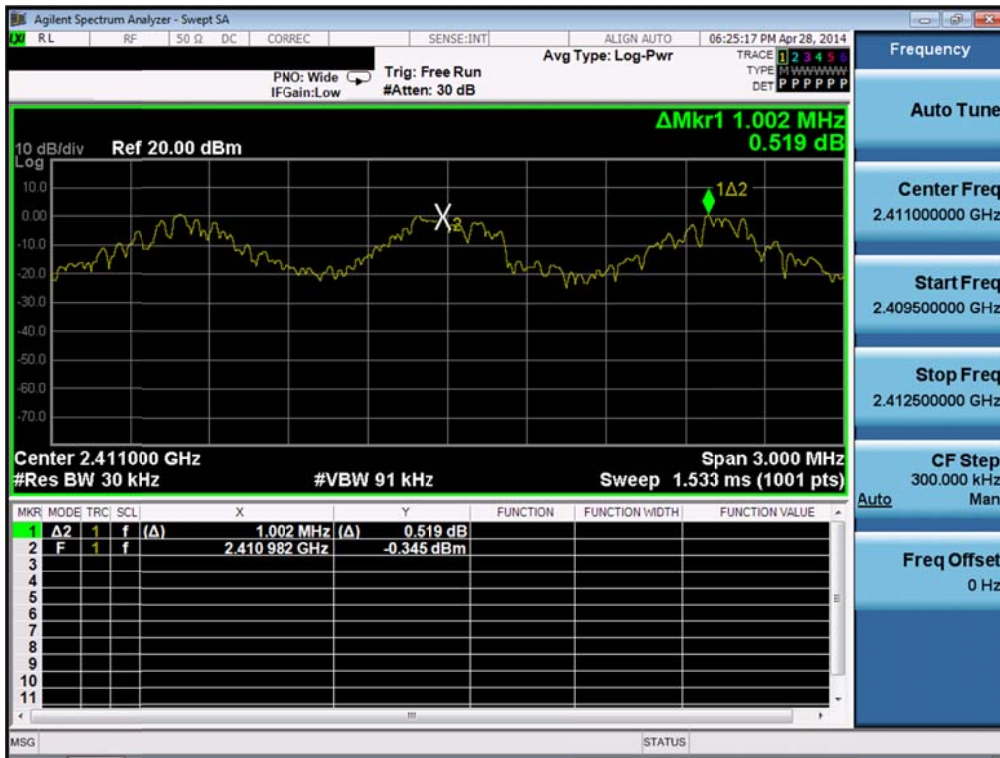 Agilent Spectrum Analyzer - Swept SA
LXI RL RF 50 Ω DC CORREC SENSE:INT ALIGN AUTO 06:25:17 PM Apr 28, 2014
Avg Type: Log-Pwr
TRACE 1 2 3 4 5 6
PNO: Wide Trig: Free Run
TYPE M WWWWW
IFGain:Low #Atten: 30 dB
DET P P P P P P
ΔMkr1 1.002 MHz
0.519 dB
10 dB/div Ref 20.00 dBm
Log
10.0
0.00
-10.0
-20.0
-30.0
-40.0
-50.0
-60.0
-70.0
1Δ2
X2
Center 2.411000 GHz Span 3.000 MHz
#Res BW 30 kHz #VBW 91 kHz Sweep 1.533 ms (1001 pts)
MKR MODE TRC SCL X Y FUNCTION FUNCTION WIDTH FUNCTION VALUE
1 Δ2 1 f (Δ) 1.002 MHz (Δ) 0.519 dB
2 F 1 f 2.410 982 GHz -0.345 dBm
3
4
5
6
7
8
9
10
11
MSG STATUS
Frequency
Auto Tune
Center Freq
2.411000000 GHz
Start Freq
2.409500000 GHz
Stop Freq
2.412500000 GHz
CF Step
300.000 kHz
Auto Man
Freq Offset
0 Hz